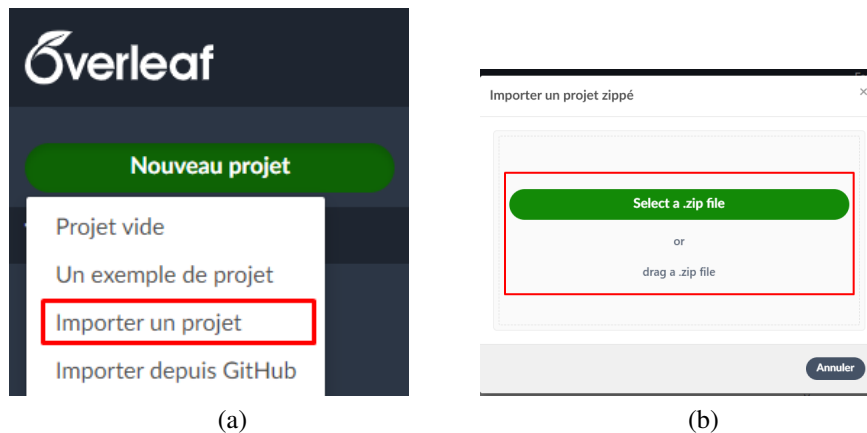 Overleaf
Nouveau projet
Projet vide
Un exemple de projet
Importer un projet
Importer depuis GitHub
(a)
Importer un projet zippé
×
Select a .zip file
or
drag a .zip file
Annuler
(b)